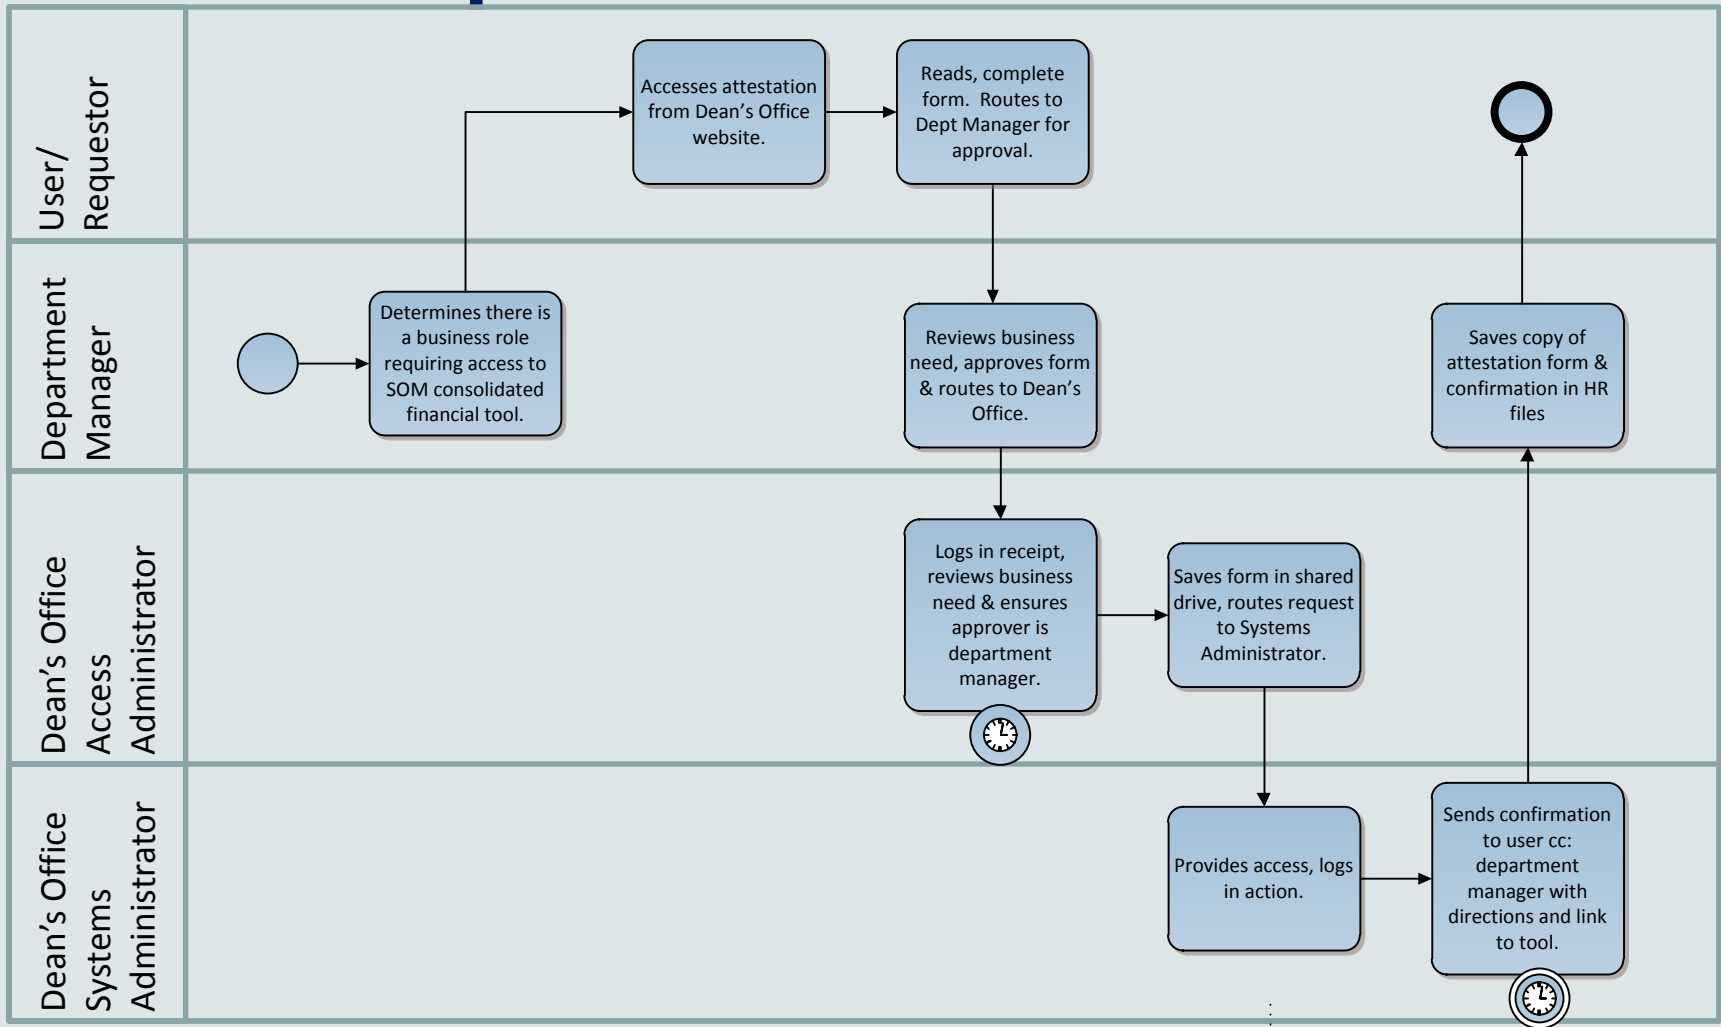 User/
Requestor
Accesses attestation
from Dean's Office
website.
Reads, complete
form.  Routes to
Dept Manager for
approval.
Department
Manager
Determines there is
a business role
requiring access to
SOM consolidated
financial tool.
Reviews business
need, approves form
& routes to Dean's
Office.
Saves copy of
attestation form &
confirmation in HR
files
Dean's Office
Access
Administrator
Logs in receipt,
reviews business
need & ensures
approver is
department
manager.
Saves form in shared
drive, routes request
to Systems
Administrator.
Dean's Office
Systems
Administrator
Provides access, logs
in action.
Sends confirmation
to user cc:
department
manager with
directions and link
to tool.